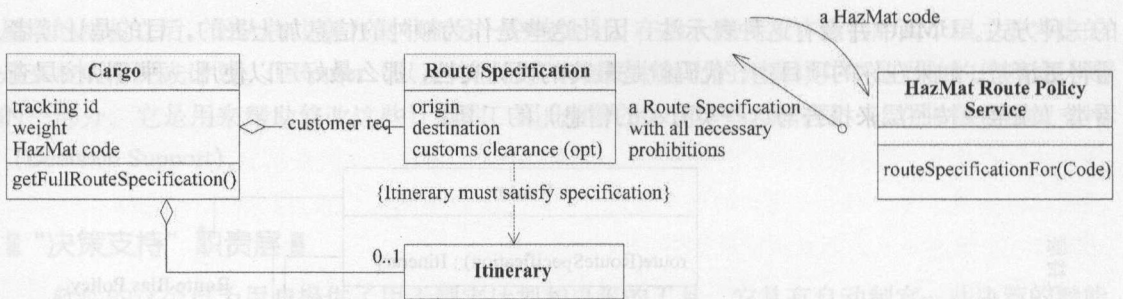 a HazMat code
Cargo
tracking id
weight
HazMat code
getFullRouteSpecification()
customer req
Route Specification
origin
destination
customs clearance (opt)
a Route Specification
with all necessary
prohibitions
HazMat Route Policy
Service
routeSpecificationFor(Code)
{Itinerary must satisfy specification}
0..1
Itinerary